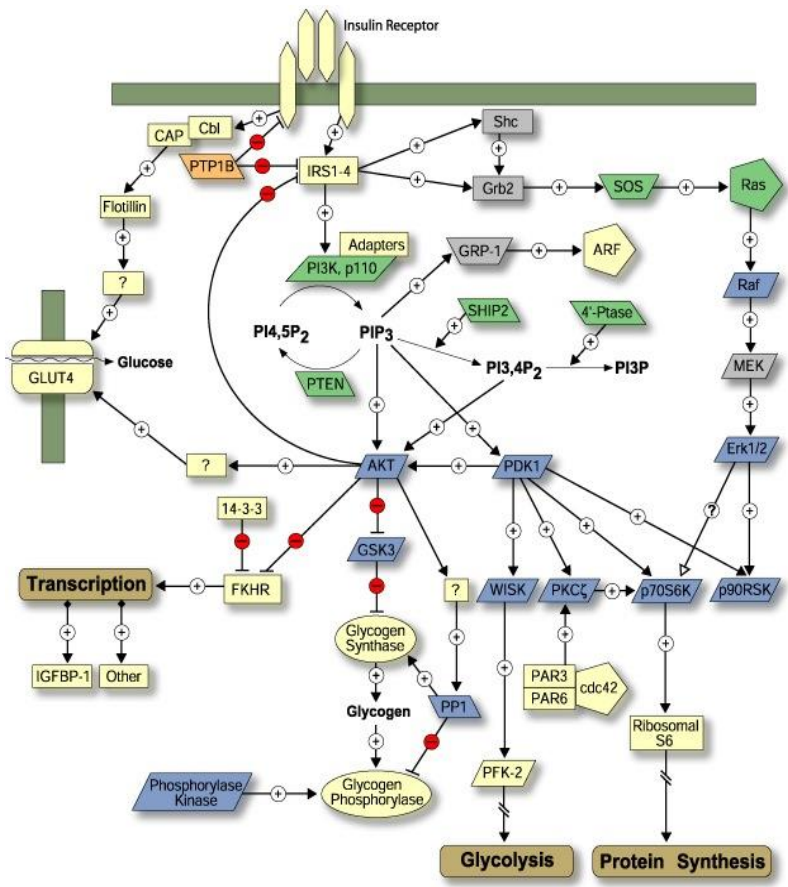 Insulin Receptor
Cbl
CAP
PTP1B
IRS1-4
Shc
Grb2
SOS
Ras
Flotillin
?
Adapters
PI3K, p110
GRP-1
ARF
PI4,5P2
PIP3
SHIP2
4'-Ptase
Raf
PTEN
PI3,4P2
PI3P
MEK
Glucose
GLUT4
?
AKT
PDK1
Erk1/2
14-3-3
GSK3
?
Transcription
FKHR
?
WISK
PKCζ
p70S6K
p90RSK
Glycogen
Synthase
IGFBP-1
Other
PAR3
PAR6
cdc42
Glycogen
PP1
Ribosomal
S6
Phosphorylase
Kinase
Glycogen
Phosphorylase
PFK-2
Glycolysis
Protein Synthesis